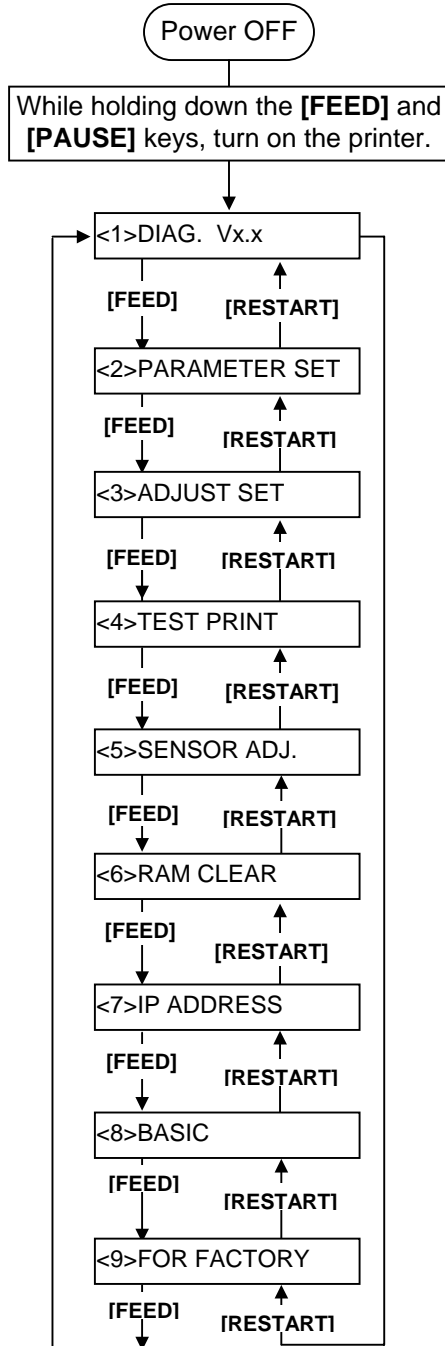 Power OFF
While holding down the [FEED] and
[PAUSE] keys, turn on the printer.
<1>DIAG. Vx.x
[FEED] [RESTART]
<2>PARAMETER SET
[FEED] [RESTART]
<3>ADJUST SET
[FEED] [RESTART]
<4>TEST PRINT
[FEED] [RESTART]
<5>SENSOR ADJ.
[FEED] [RESTART]
<6>RAM CLEAR
[FEED] [RESTART]
<7>IP ADDRESS
[FEED] [RESTART]
<8>BASIC
[FEED] [RESTART]
<9>FOR FACTORY
[FEED] [RESTART]